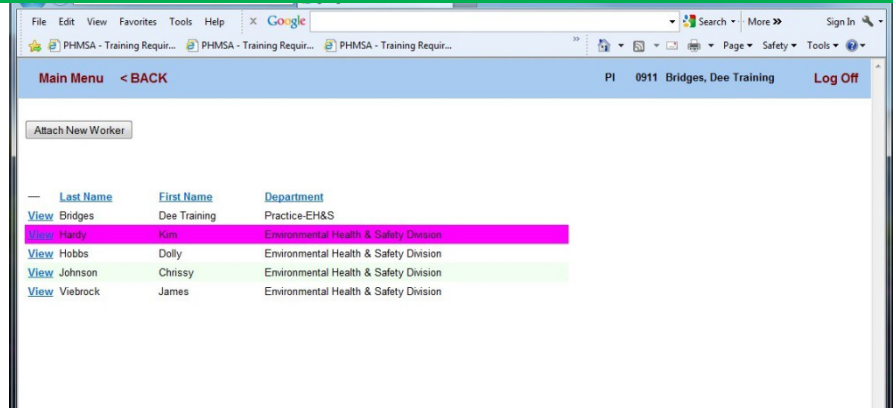 File Edit View Favorites Tools Help x Google Search More >> Sign In
PHMSA - Training Requir... PHMSA - Training Requir... PHMSA - Training Requir... >> Page Safety Tools
Main Menu < BACK PI 0911 Bridges, Dee Training Log Off
Attach New Worker
— Last Name First Name Department
View Bridges Dee Training Practice-EH&S
View Hardy Kim Environmental Health & Safety Division
View Hobbs Dolly Environmental Health & Safety Division
View Johnson Chrissy Environmental Health & Safety Division
View Viebrock James Environmental Health & Safety Division